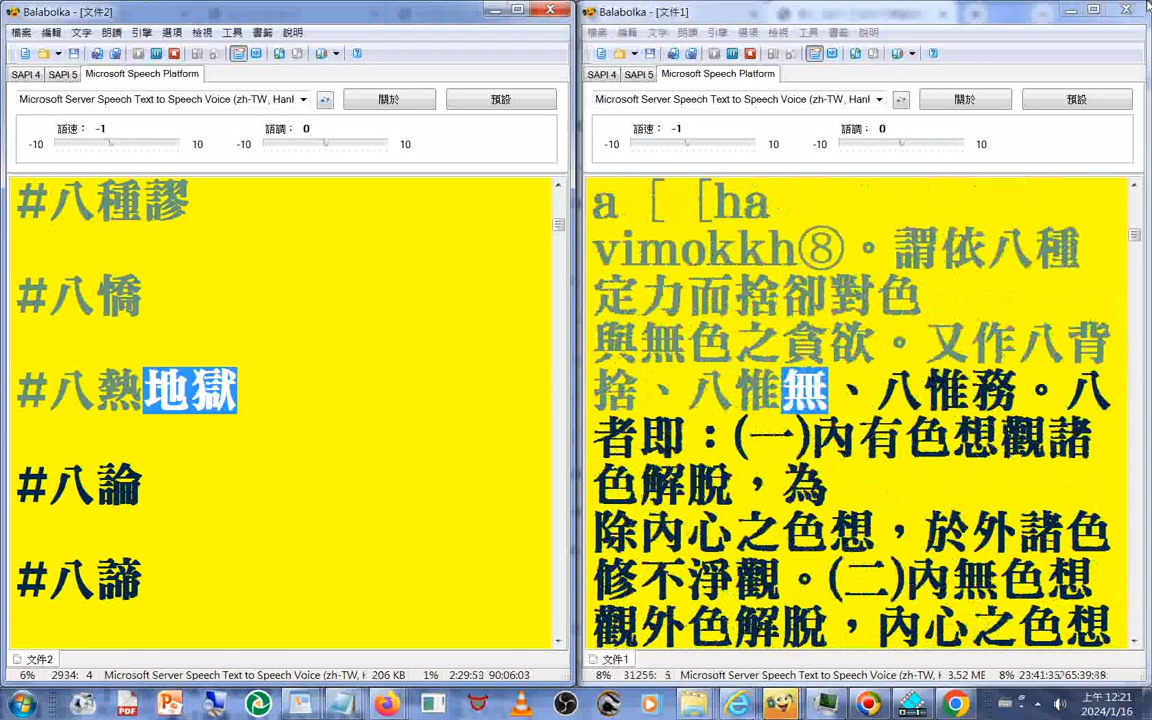 Balabolka - [文件2]
檔案 編輯 文字 朗讀 引擎 選項 檢視 工具 書籤 說明
SAPI 4 SAPI 5 Microsoft Speech Platform
Microsoft Server Speech Text to Speech Voice (zh-TW, Hanl
關於 預設
語速： -1 語調： 0
-10 10 -10 10
#八種謬
#八憍
#八熱地獄
#八論
#八諦
文件2
6% 2934: 4 Microsoft Server Speech Text to Speech Voice (zh-TW, H 206 KB 1% 2:29:53 90:06:03
Balabolka - [文件1]
檔案 編輯 文字 朗讀 引擎 選項 檢視 工具 書籤 說明
SAPI 4 SAPI 5 Microsoft Speech Platform
Microsoft Server Speech Text to Speech Voice (zh-TW, Hanl
關於 預設
語速： -1 語調： 0
-10 10 -10 10
a [ [ha
vimokkh⑧。謂依八種
定力而捨卻對色
與無色之貪欲。又作八背
捨、八惟無、八惟務。八
者即：(一)內有色想觀諸
色解脫，為
除內心之色想，於外諸色
修不淨觀。(二)內無色想
觀外色解脫，內心之色想
文件1
8% 31256: 5 Microsoft Server Speech Text to Speech Voice (zh-TW, H 3.52 MB 8%
上午 12:21
2024/1/16